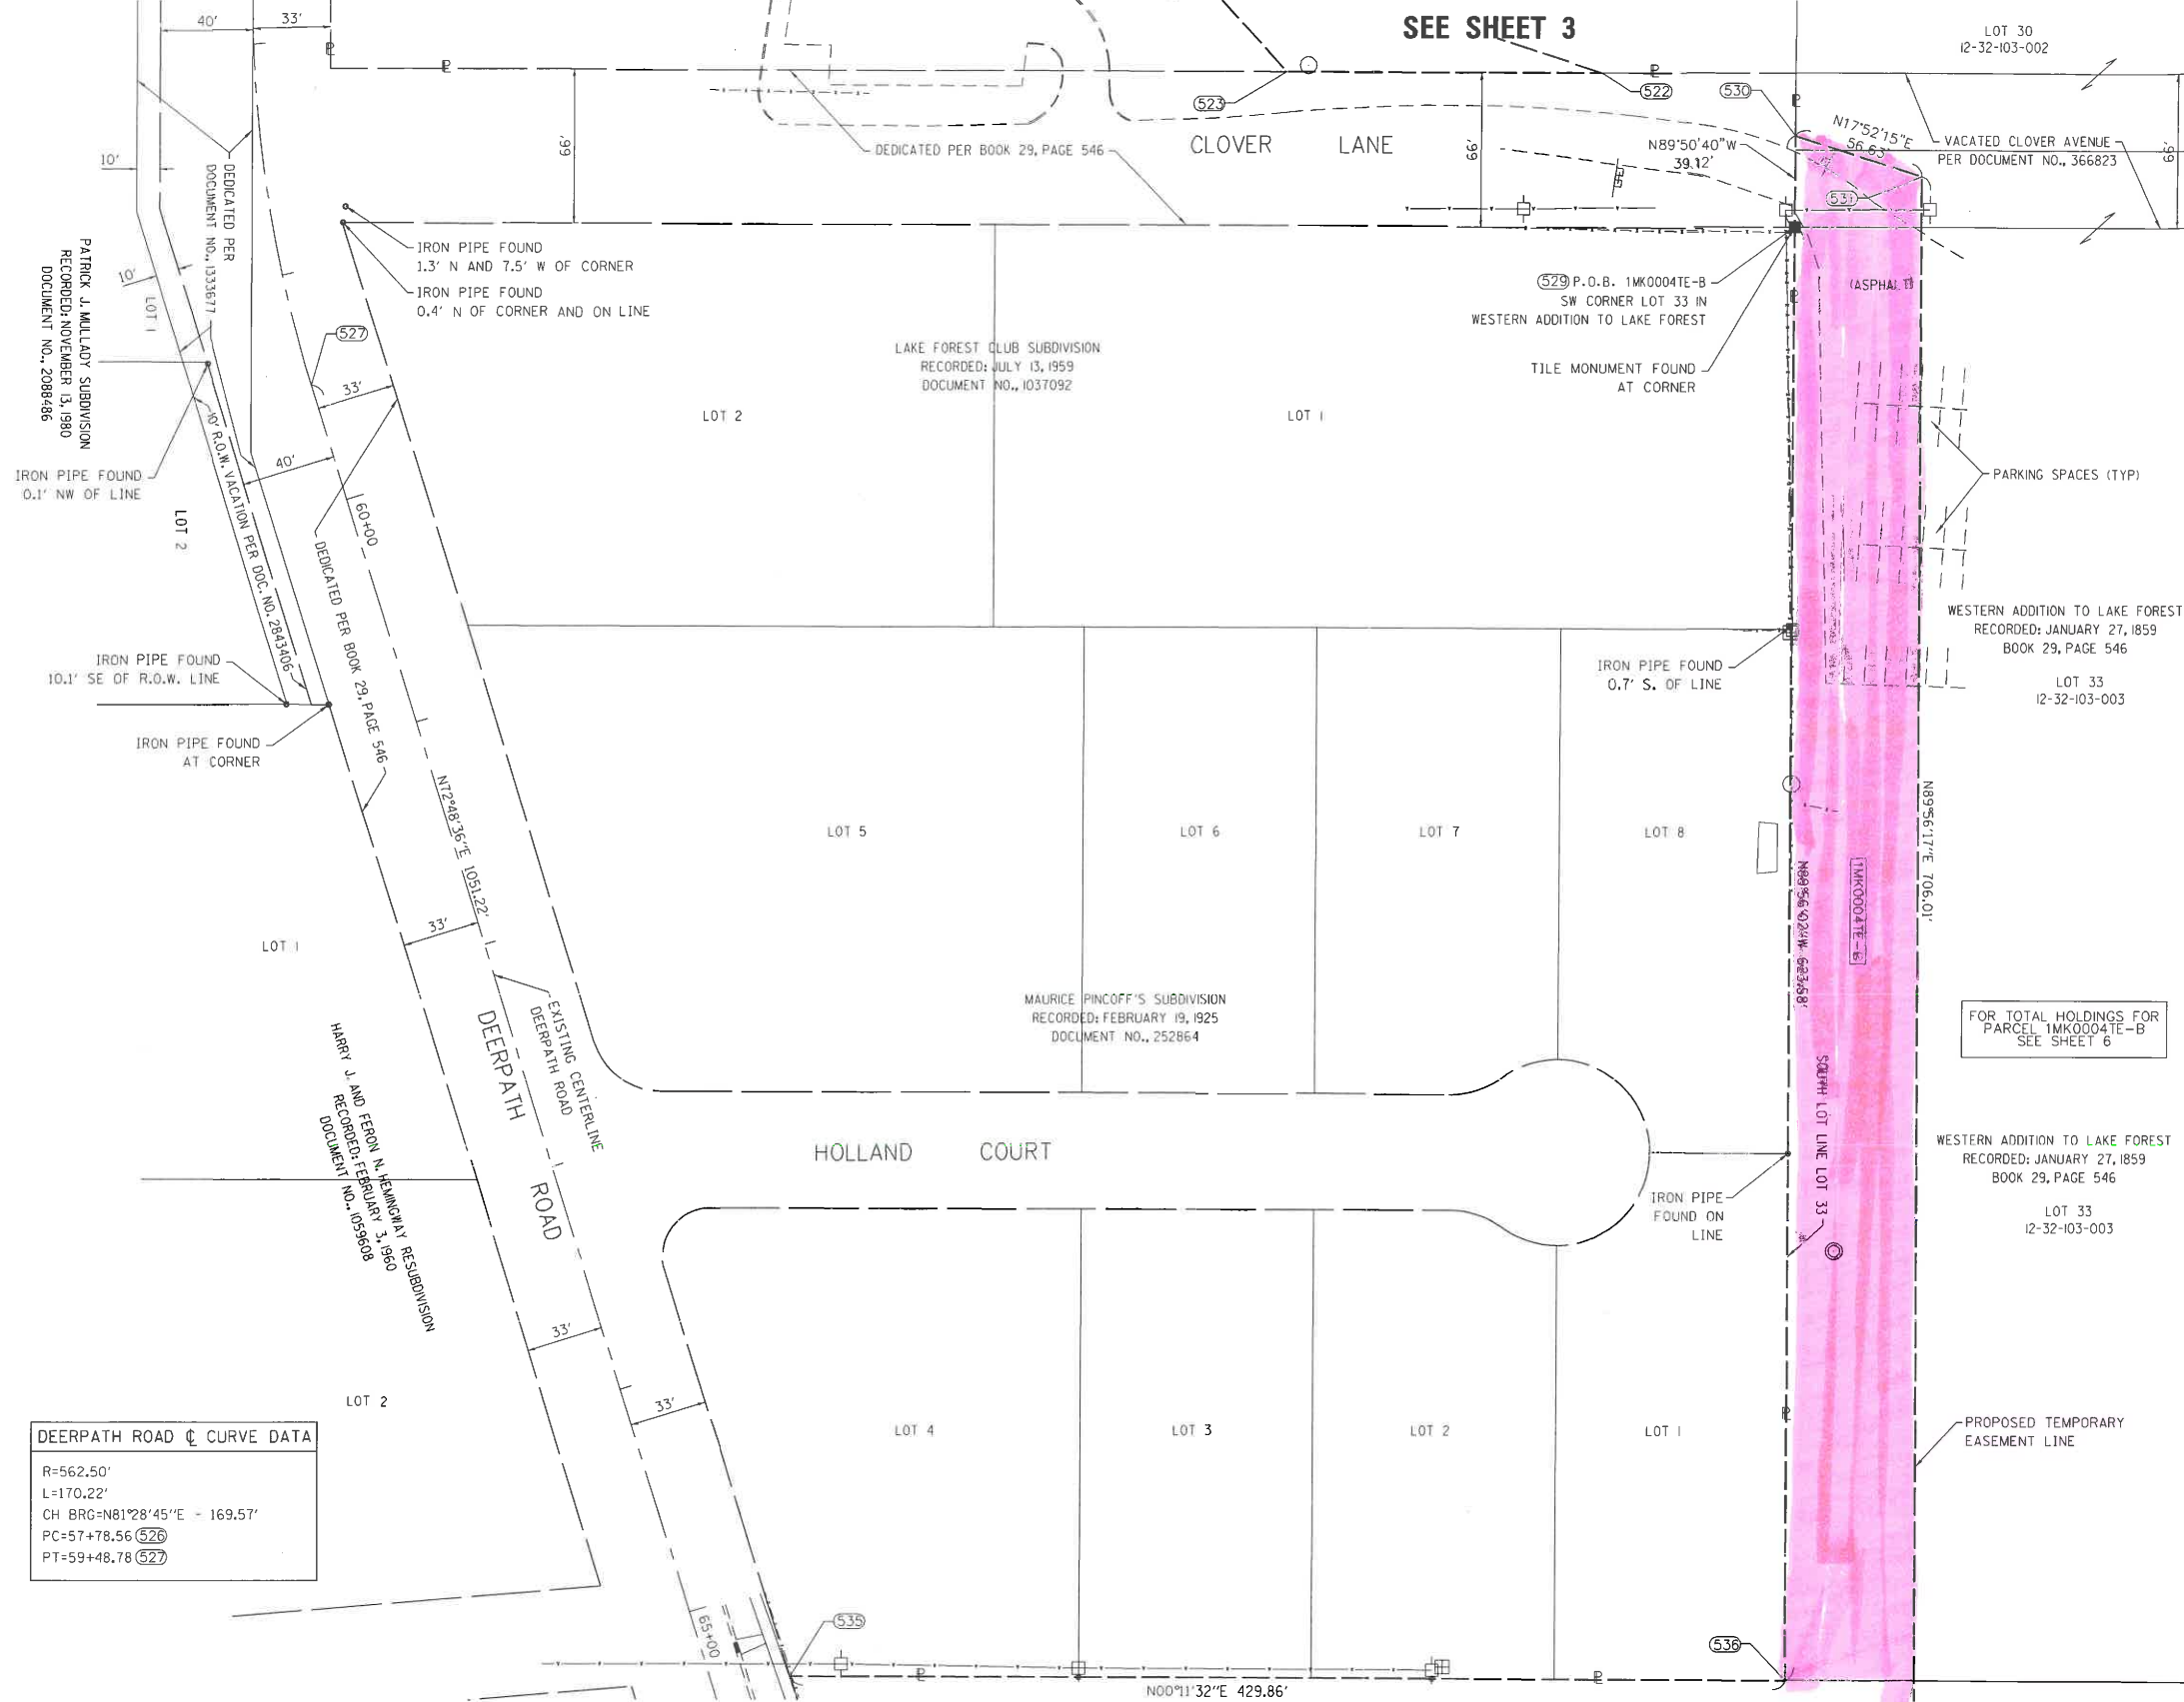 SEE SHEET 3
LOT 30
12-32-103-002
40'
33'
523
522
530
N17°52'15"E
56.63'
66'
CLOVER LANE
66'
N89°50'40"W
39.12'
VACATED CLOVER AVENUE
PER DOCUMENT NO., 366823
66'
DEDICATED PER BOOK 29, PAGE 546
10'
DEDICATED PER
DOCUMENT NO., 1333677
531
IRON PIPE FOUND
1.3' N AND 7.5' W OF CORNER
IRON PIPE FOUND
0.4' N OF CORNER AND ON LINE
10'
LOT 1
PATRICK J. MULLADY SUBDIVISION
RECORDED: NOVEMBER 13, 1980
DOCUMENT NO., 2088486
527
33'
529 P.O.B. 1MK0004TE-B
SW CORNER LOT 33 IN
WESTERN ADDITION TO LAKE FOREST
(ASPHALT)
LAKE FOREST CLUB SUBDIVISION
RECORDED: JULY 13, 1959
DOCUMENT NO., 1037092
TILE MONUMENT FOUND
AT CORNER
LOT 2
LOT 1
IRON PIPE FOUND
0.1' NW OF LINE
40'
PARKING SPACES (TYP)
LOT 2
10' R.O.W. VACATION PER DOC. NO. 2843406
60+00
DEDICATED PER BOOK 29, PAGE 546
WESTERN ADDITION TO LAKE FOREST
RECORDED: JANUARY 27, 1859
BOOK 29, PAGE 546
LOT 33
12-32-103-003
IRON PIPE FOUND
10.1' SE OF R.O.W. LINE
IRON PIPE FOUND
0.7' S. OF LINE
IRON PIPE FOUND
AT CORNER
N72°48'36"E 1051.22'
LOT 5
LOT 6
LOT 7
LOT 8
N89°56'17"E 706.01'
1MK0004TE-B
N89°56'02"W 683.58'
33'
LOT 1
EXISTING CENTERLINE
DEERPATH ROAD
MAURICE PINCOFF'S SUBDIVISION
RECORDED: FEBRUARY 19, 1925
DOCUMENT NO., 252864
FOR TOTAL HOLDINGS FOR
PARCEL 1MK0004TE-B
SEE SHEET 6
DEERPATH ROAD
HARRY J. AND FERON N. HEMINGWAY RESUBDIVISION
RECORDED: FEBRUARY 3, 1960
DOCUMENT NO., 1059608
HOLLAND COURT
SOUTH LOT LINE LOT 33
WESTERN ADDITION TO LAKE FOREST
RECORDED: JANUARY 27, 1859
BOOK 29, PAGE 546
LOT 33
12-32-103-003
IRON PIPE
FOUND ON
LINE
33'
33'
LOT 2
LOT 4
LOT 3
LOT 2
LOT 1
PROPOSED TEMPORARY
EASEMENT LINE
DEERPATH ROAD ℄ CURVE DATA
R=562.50'
L=170.22'
CH BRG=N81°28'45"E - 169.57'
PC=57+78.56 526
PT=59+48.78 527
65+00
535
536
N00°11'32"E 429.86'